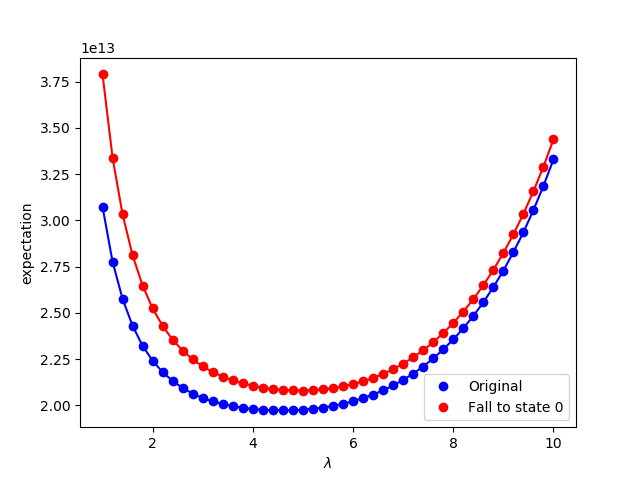 1e13
3.75
3.50
3.25
3.00
2.75
2.50
2.25
2.00
expectation
2 4 6 8 10
λ
Original
Fall to state 0